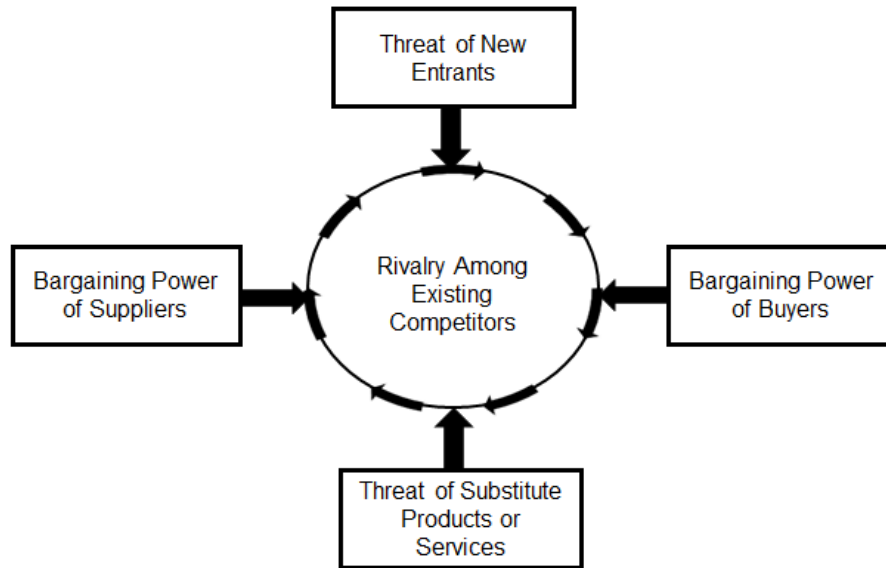 Threat of New
Entrants
Bargaining Power
of Suppliers
Rivalry Among
Existing
Competitors
Bargaining Power
of Buyers
Threat of Substitute
Products or
Services